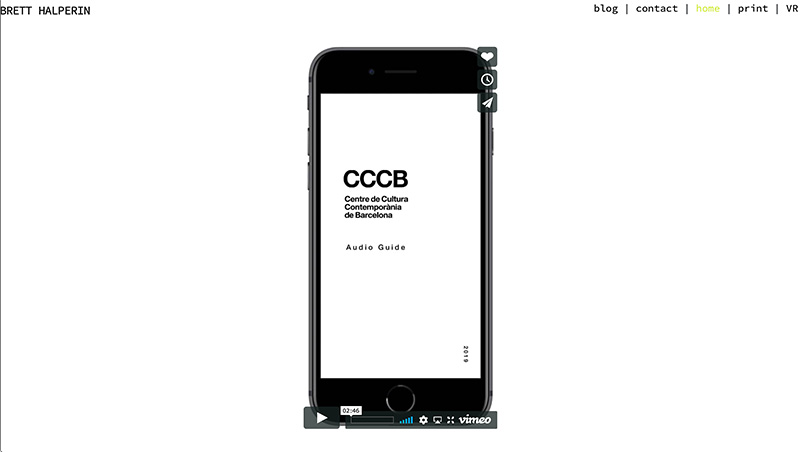 BRETT HALPERIN
blog | contact | home | print | VR
CCCB
Centre de Cultura
Contemporània
de Barcelona
Audio Guide
2019
02:46
vimeo